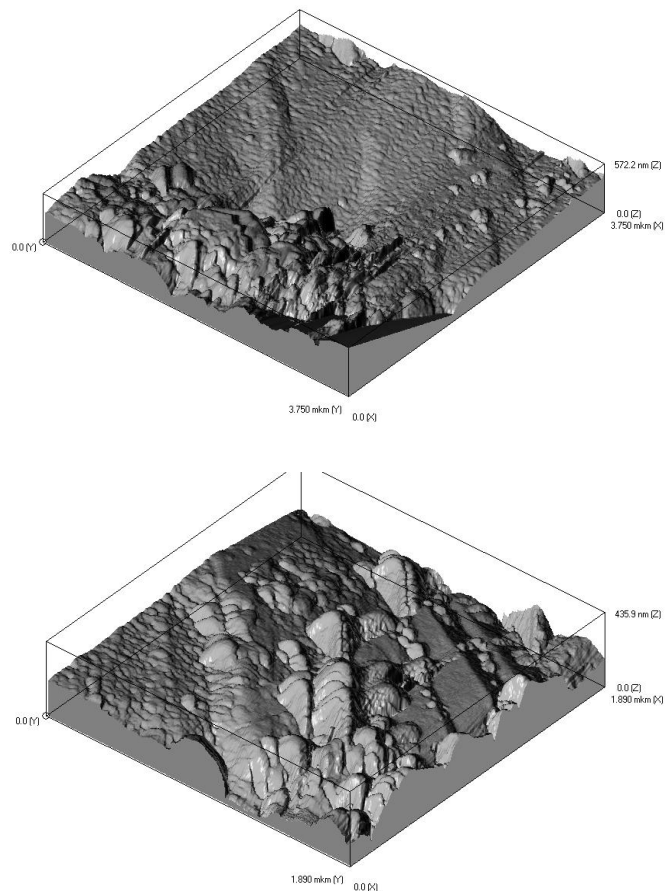 572.2 nm (Z)
0.0 (Z)
3.750 mkm (X)
0.0 (Y)
3.750 mkm (Y)
0.0 (X)
435.9 nm (Z)
0.0 (Z)
1.890 mkm (X)
0.0 (Y)
1.890 mkm (Y)
0.0 (X)